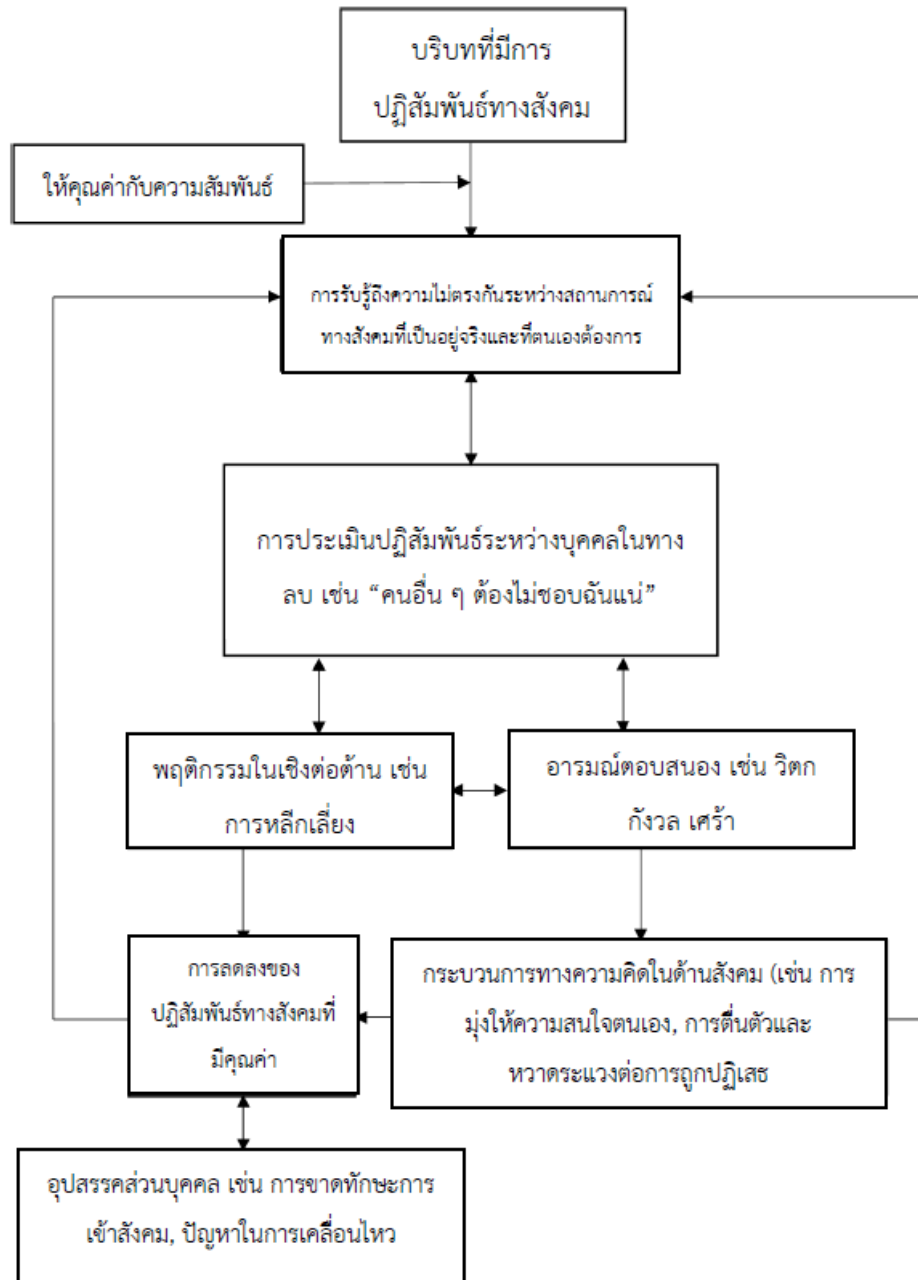 บริบทที่มีการ
ปฏิสัมพันธ์ทางสังคม
ให้คุณค่ากับความสัมพันธ์
การรับรู้ถึงความไม่ตรงกันระหว่างสถานการณ์
ทางสังคมที่เป็นอยู่จริงและที่ตนเองต้องการ
การประเมินปฏิสัมพันธ์ระหว่างบุคคลในทาง
ลบ เช่น “คนอื่น ๆ ต้องไม่ชอบฉันแน่”
พฤติกรรมในเชิงต่อต้าน เช่น
การหลีกเลี่ยง
อารมณ์ตอบสนอง เช่น วิตก
กังวล เศร้า
การลดลงของ
ปฏิสัมพันธ์ทางสังคมที่
มีคุณค่า
กระบวนการทางความคิดในด้านสังคม (เช่น การ
มุ่งให้ความสนใจตนเอง, การตื่นตัวและ
หวาดระแวงต่อการถูกปฏิเสธ
อุปสรรคส่วนบุคคล เช่น การขาดทักษะการ
เข้าสังคม, ปัญหาในการเคลื่อนไหว